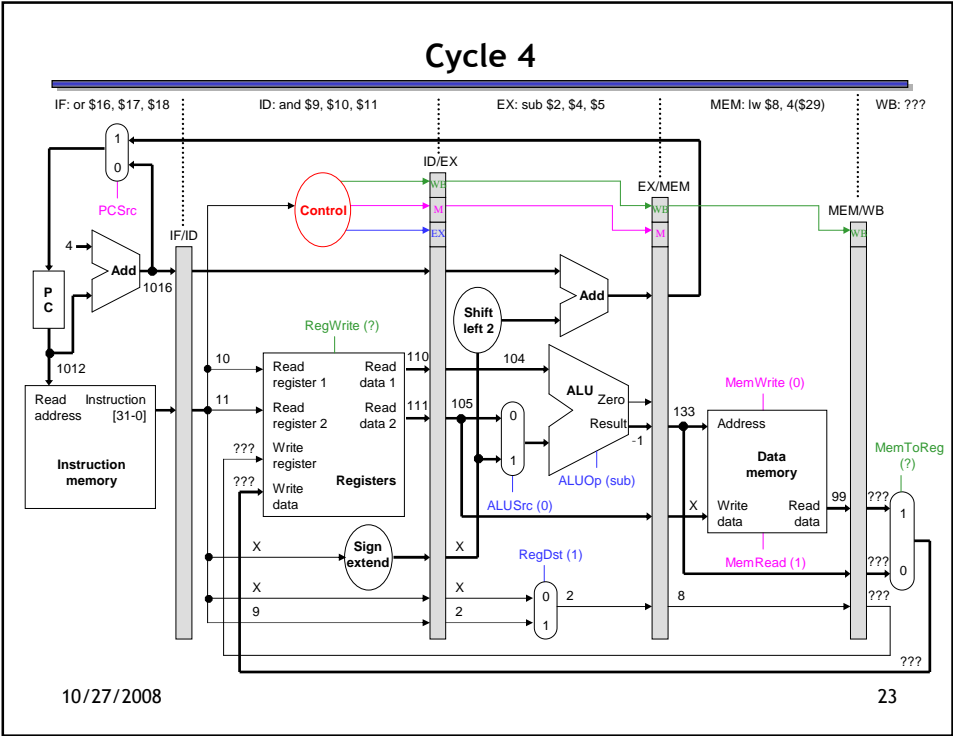 Cycle 4
IF: or $16, $17, $18
ID: and $9, $10, $11
EX: sub $2, $4, $5
MEM: lw $8, 4($29)
WB: ???
1
0
PCSrc
4
Add
1016
P
C
1012
IF/ID
Read
address
Instruction
[31-0]
Instruction
memory
Control
ID/EX
WB
M
EX
RegWrite (?)
10
11
???
???
Read
register 1
Read
data 1
Read
register 2
Read
data 2
Write
register
Write
data
Registers
110
111
X
Sign
extend
X
X
X
9
2
Shift
left 2
Add
104
105
0
1
ALUSrc (0)
ALU
Zero
Result
-1
ALUOp (sub)
RegDst (1)
0
1
2
EX/MEM
WB
M
133
X
8
MemWrite (0)
Address
Data
memory
Write
data
Read
data
MemRead (1)
99
MEM/WB
WB
???
???
???
MemToReg
(?)
1
0
???
10/27/2008
23